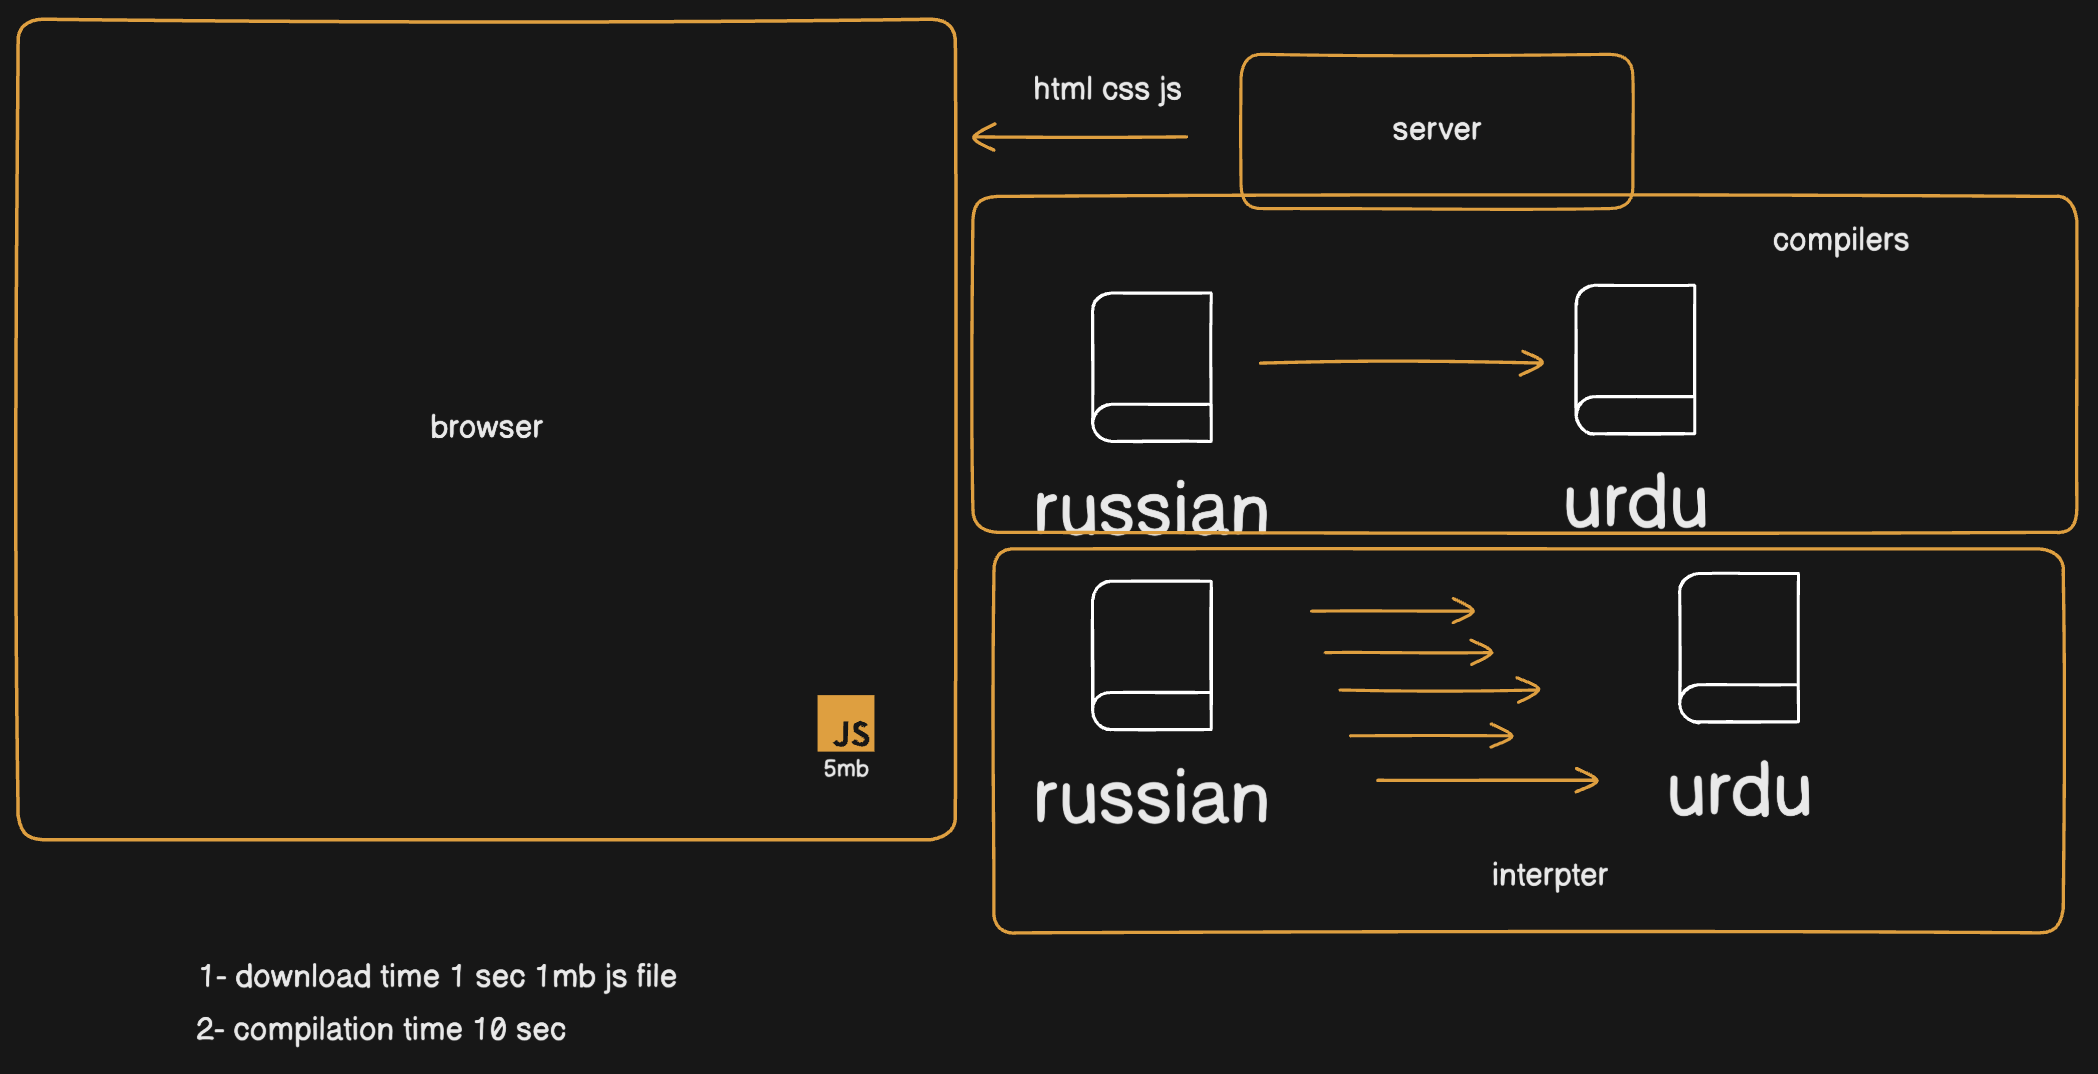 html css js
server
compilers
browser
russian
urdu
JS
5mb
russian
urdu
interpter
1- download time 1 sec 1mb js file
2- compilation time 10 sec